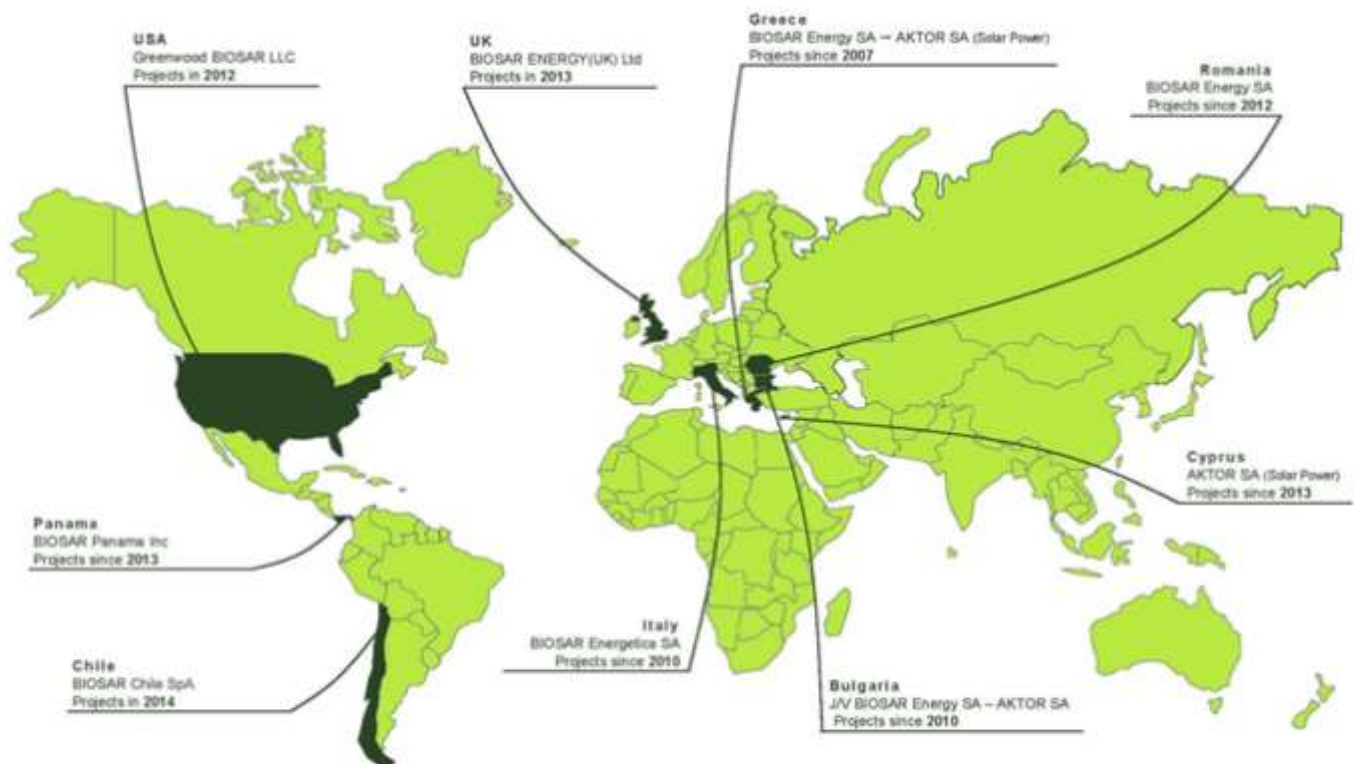 USA
Greenwood BIOSAR LLC
Projects in 2012
UK
BIOSAR ENERGY(UK) Ltd
Projects in 2013
Greece
BIOSAR Energy SA – AKTOR SA (Solar Power)
Projects since 2007
Romania
BIOSAR Energy SA
Projects since 2012
Cyprus
AKTOR SA (Solar Power)
Projects since 2013
Panama
BIOSAR Panama Inc
Projects since 2013
Italy
BIOSAR Energetica SA
Projects since 2010
Chile
BIOSAR Chile SpA
Projects in 2014
Bulgaria
J/V BIOSAR Energy SA – AKTOR SA
Projects since 2010